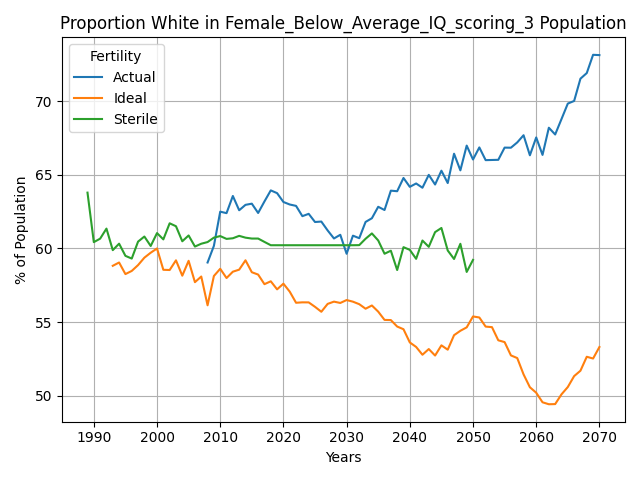 Proportion White in Female_Below_Average_IQ_scoring_3 Population
Fertility
Actual
Ideal
Sterile
% of Population
70
65
60
55
50
1990 2000 2010 2020 2030 2040 2050 2060 2070
Years